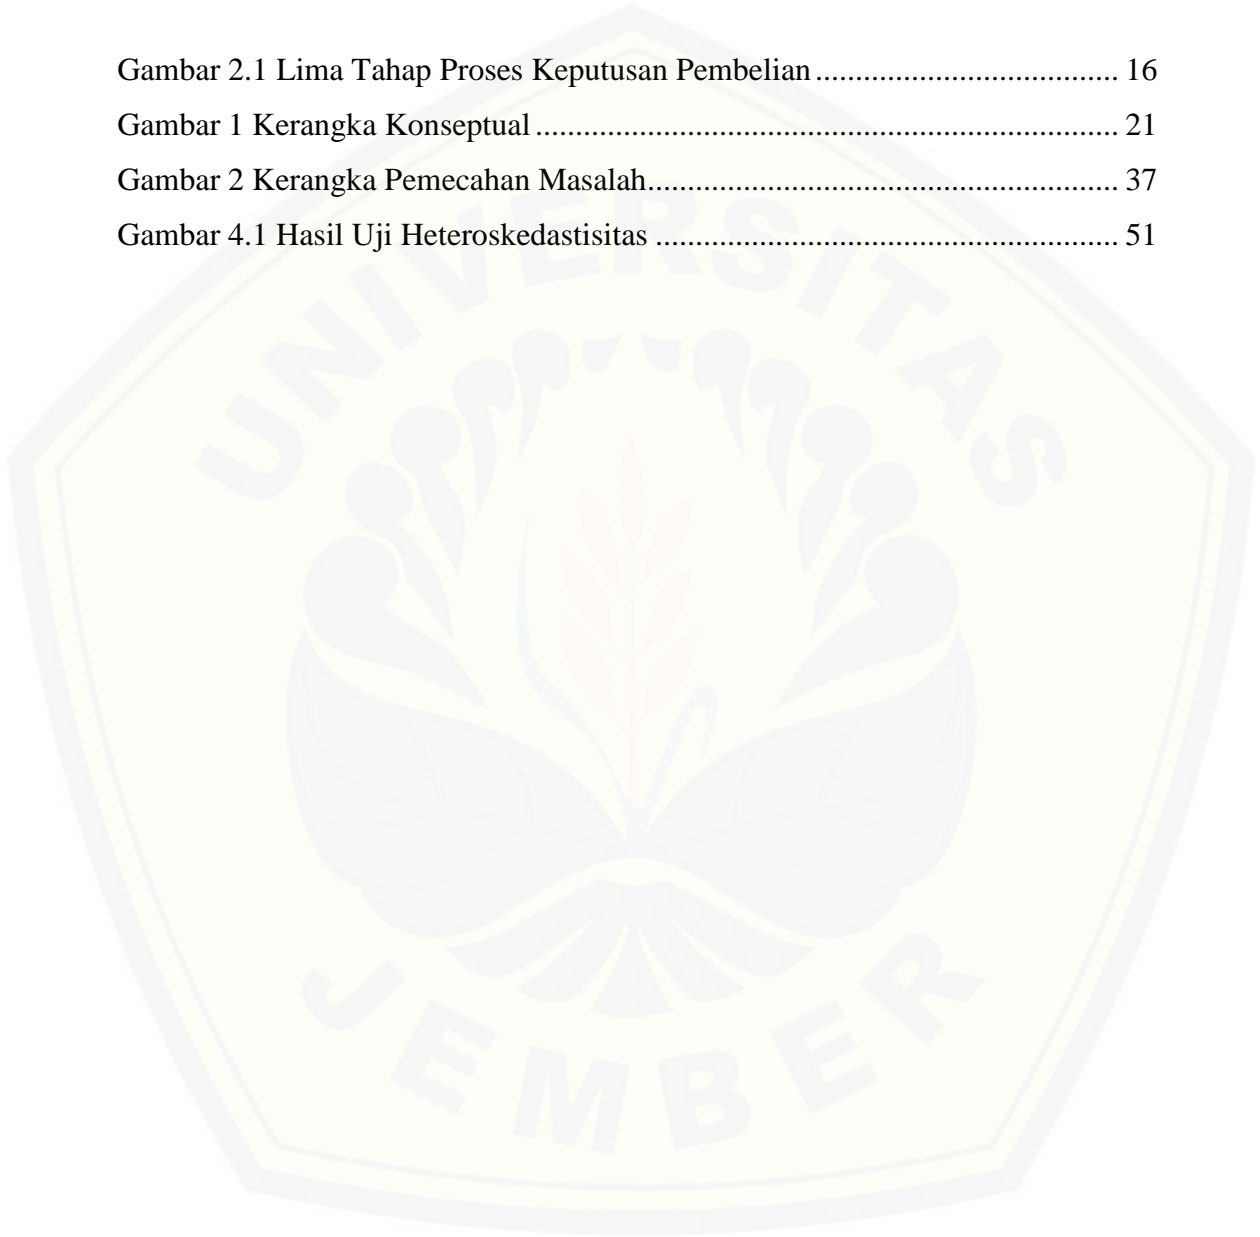 Gambar 2.1 Lima Tahap Proses Keputusan Pembelian ...................................... 16
Gambar 1 Kerangka Konseptual ......................................................................... 21
Gambar 2 Kerangka Pemecahan Masalah........................................................... 37
Gambar 4.1 Hasil Uji Heteroskedastisitas .......................................................... 51
UNIVERSITAS
JEMBER